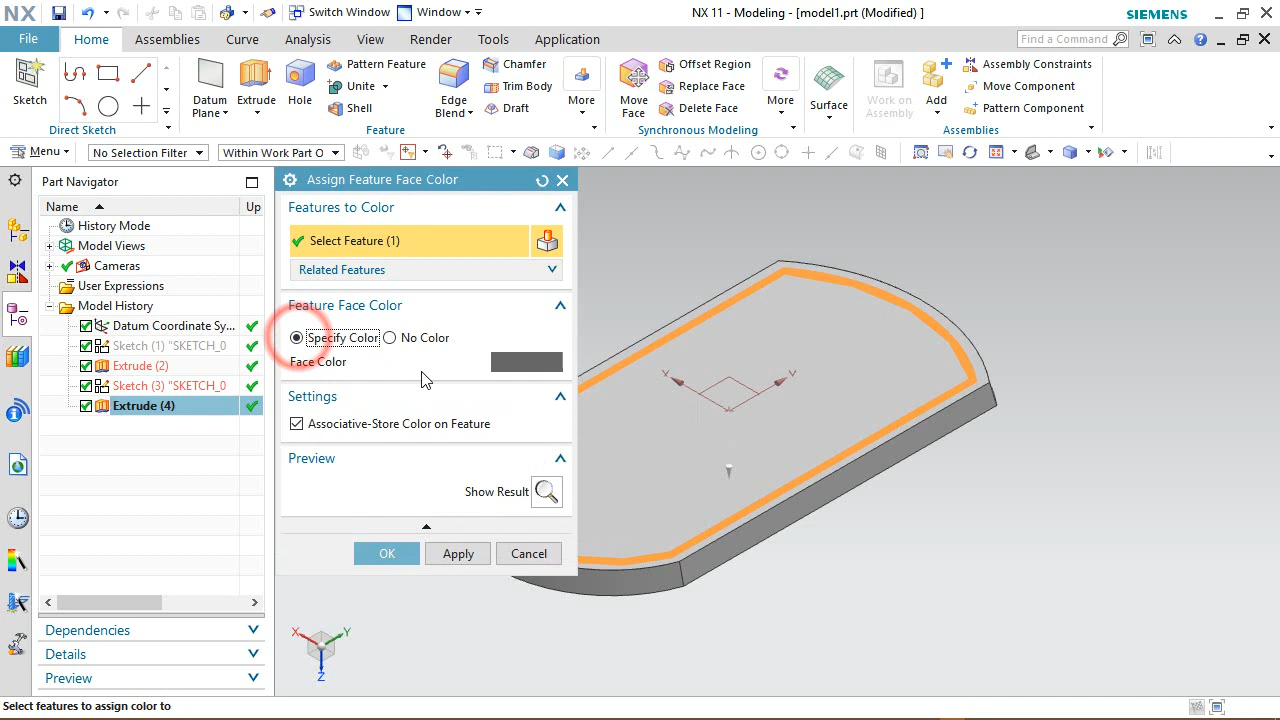 NX
Switch Window
Window
NX 11 - Modeling - [model1.prt (Modified) ]
SIEMENS
File
Home
Assemblies
Curve
Analysis
View
Render
Tools
Application
Find a Command
Sketch
Direct Sketch
Datum
Plane
Extrude
Hole
Pattern Feature
Unite
Shell
Edge
Blend
Chamfer
Trim Body
Draft
More
Feature
Move
Face
Offset Region
Replace Face
Delete Face
More
Synchronous Modeling
Surface
Work on
Assembly
Add
Assembly Constraints
Move Component
Pattern Component
Assemblies
Menu
No Selection Filter
Within Work Part O
Part Navigator
Name
Up
History Mode
Model Views
Cameras
User Expressions
Model History
Datum Coordinate Sy...
Sketch (1) "SKETCH_0
Extrude (2)
Sketch (3) "SKETCH_0
Extrude (4)
Dependencies
Details
Preview
Assign Feature Face Color
Features to Color
Select Feature (1)
Related Features
Feature Face Color
Specify Color
No Color
Face Color
Settings
Associative-Store Color on Feature
Preview
Show Result
OK
Apply
Cancel
X
Y
X
Y
Z
Select features to assign color to